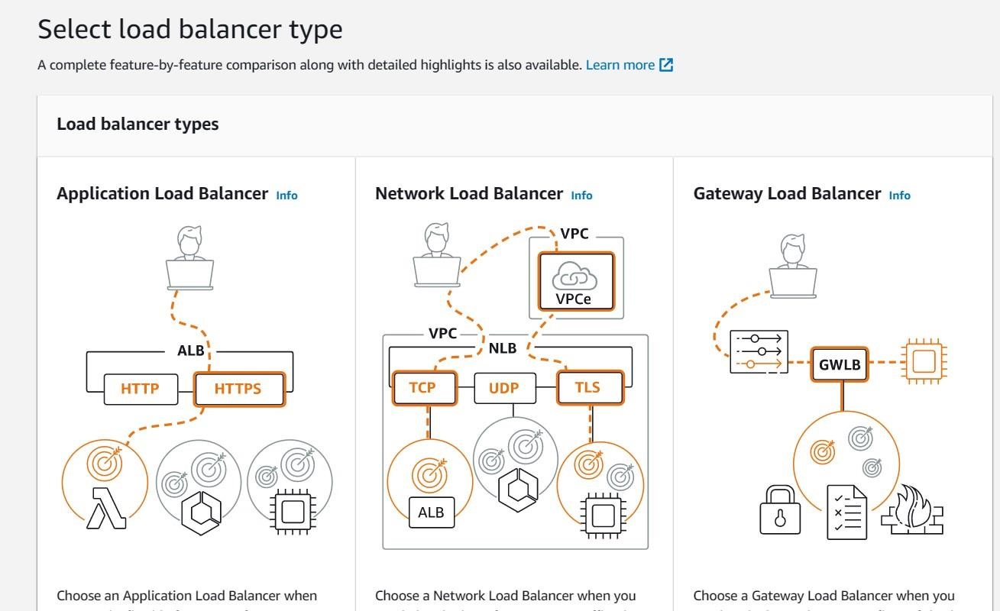 Select load balancer type
A complete feature-by-feature comparison along with detailed highlights is also available. Learn more
Load balancer types
Application Load Balancer Info
ALB
HTTP
HTTPS
Choose an Application Load Balancer when
Network Load Balancer Info
VPC
VPCe
VPC
NLB
TCP
UDP
TLS
ALB
Choose a Network Load Balancer when you
Gateway Load Balancer Info
GWLB
Choose a Gateway Load Balancer when you